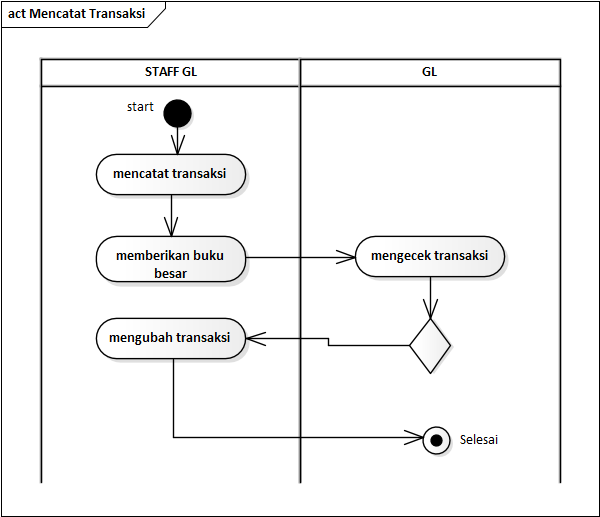 act Mencatat Transaksi
STAFF GL
GL
start
mencatat transaksi
memberikan buku
besar
mengecek transaksi
mengubah transaksi
Selesai